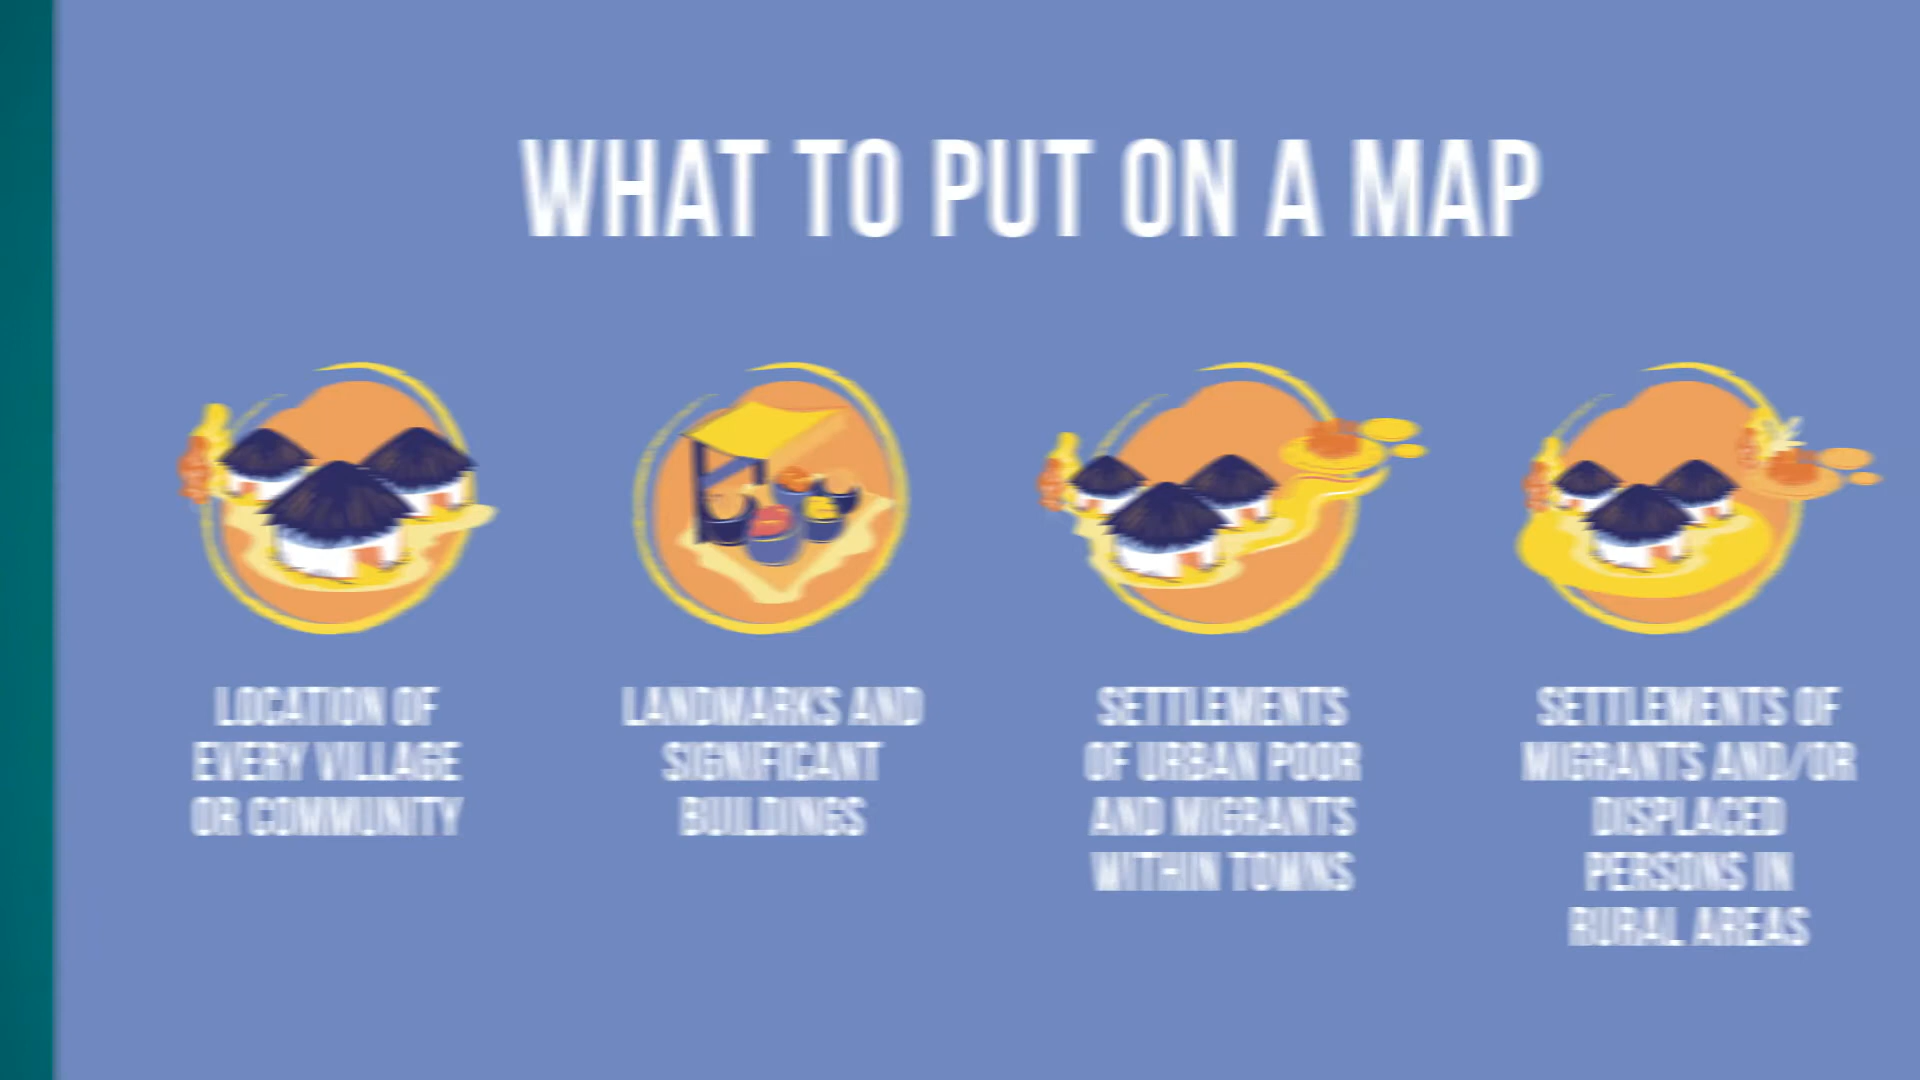 WHAT TO PUT ON A MAP
LOCATION OF
EVERY VILLAGE
OR COMMUNITY
LANDMARKS AND
SIGNIFICANT
BUILDINGS
SETTLEMENTS
OF URBAN POOR
AND MIGRANTS
WITHIN TOWNS
SETTLEMENTS OF
MIGRANTS AND/OR
DISPLACED
PERSONS IN
RURAL AREAS